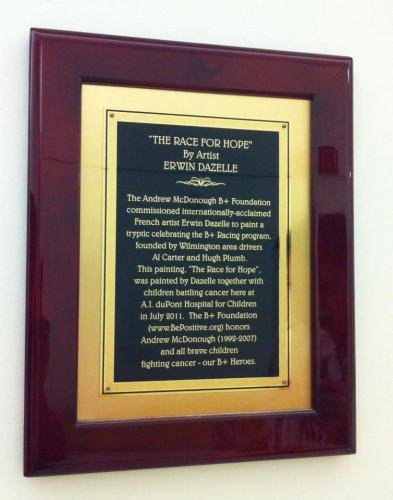 "THE RACE FOR HOPE"
By Artist
ERWIN DAZELLE
The Andrew McDonough B+ Foundation
commissioned internationally-acclaimed
French artist Erwin Dazelle to paint a
tryptic celebrating the B+ Racing program,
founded by Wilmington area drivers
Al Carter and Hugh Plumb.
This painting, "The Race for Hope",
was painted by Dazelle together with
children battling cancer here at
A.I. duPont Hospital for Children
in July 2011. The B+ Foundation
(www.BePositive.org) honors
Andrew McDonough (1992-2007)
and all brave children
fighting cancer - our B+ Heroes.